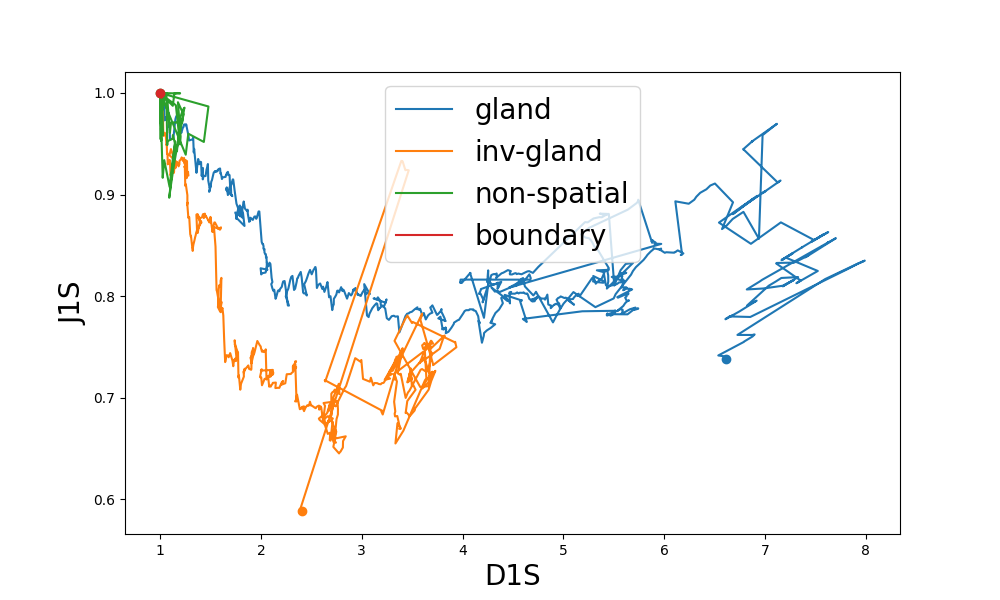 1.0
0.9
0.8
0.7
0.6
J1S
gland
inv-gland
non-spatial
boundary
1 2 3 4 5 6 7 8
D1S